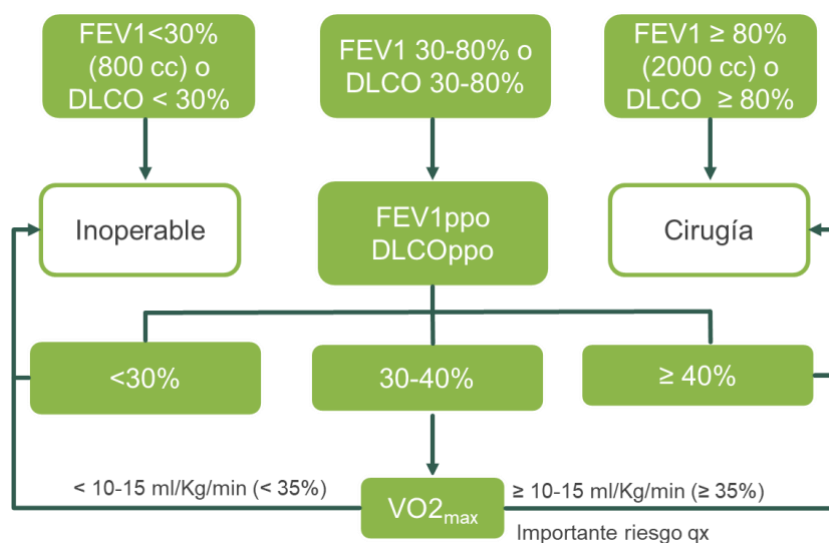 FEV1<30%
(800 cc) o
DLCO < 30%
FEV1 30-80% o
DLCO 30-80%
FEV1 ≥ 80%
(2000 cc) o
DLCO ≥ 80%
Inoperable
FEV1ppo
DLCOppo
Cirugía
<30%
30-40%
≥ 40%
< 10-15 ml/Kg/min (< 35%)
VO2max
≥ 10-15 ml/Kg/min (≥ 35%)
Importante riesgo qx